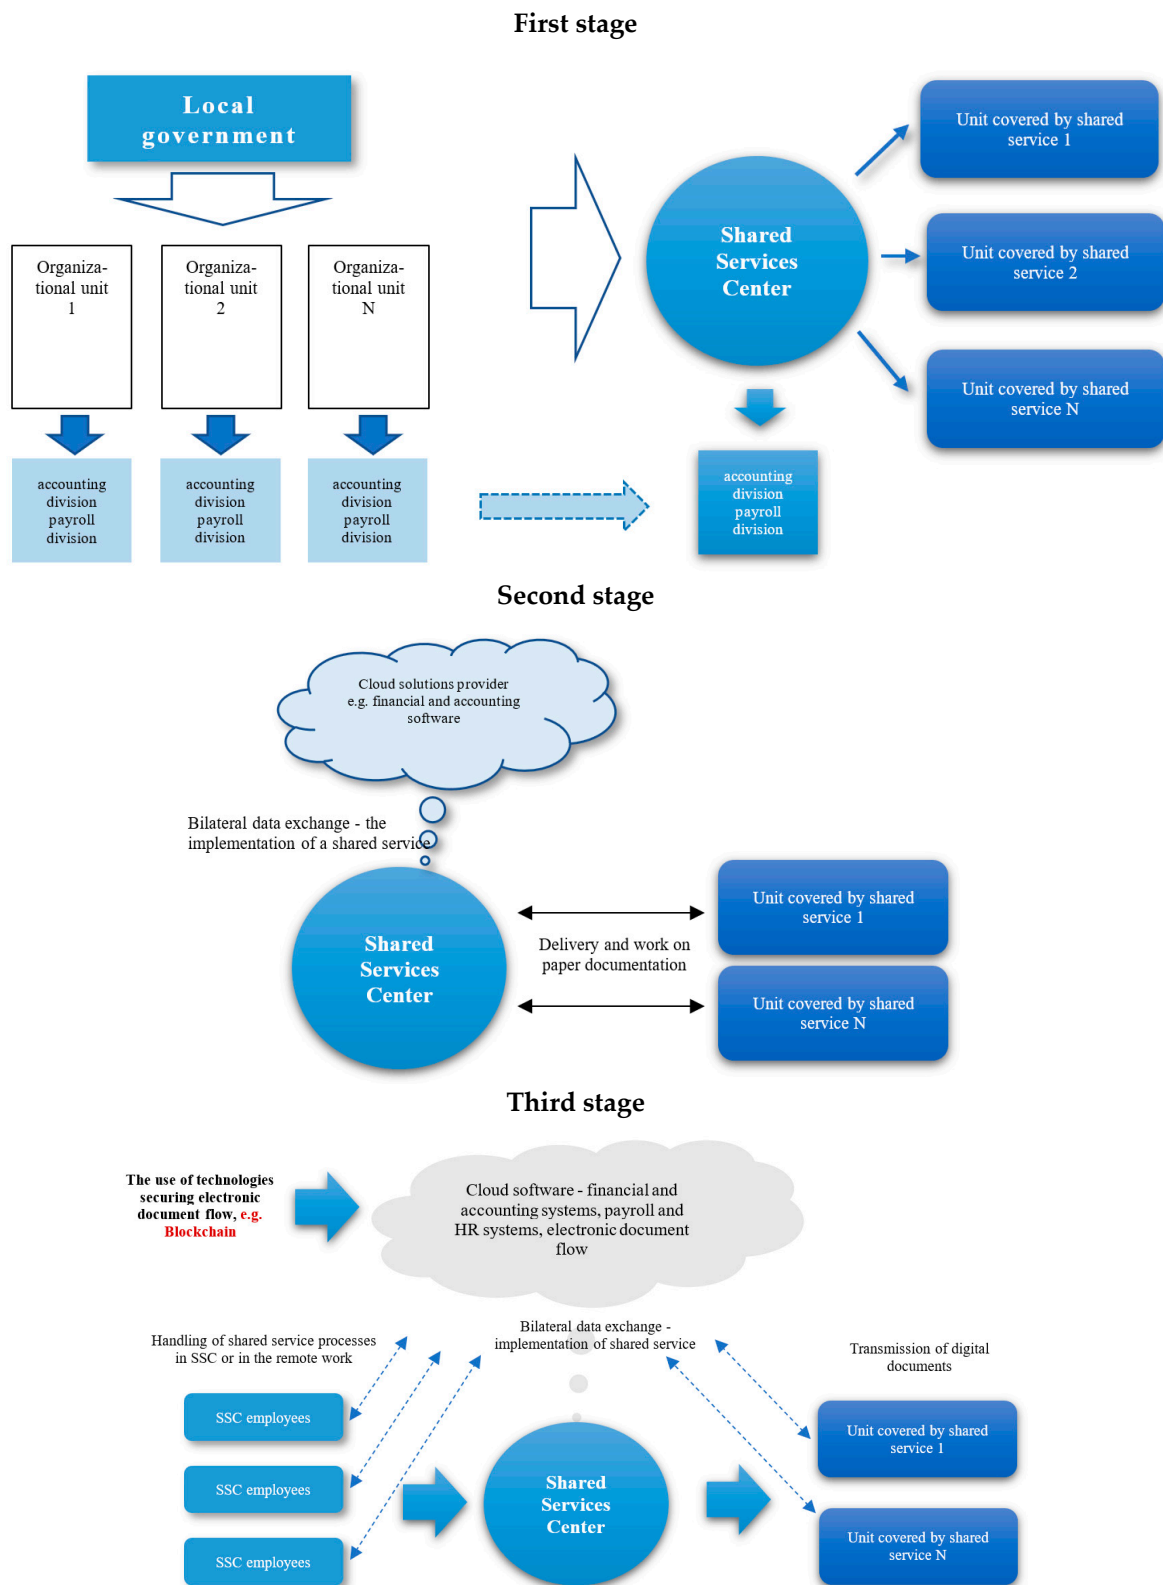 First stage
Local
government
Organiza-
tional unit
1
Organiza-
tional unit
2
Organiza-
tional unit
N
accounting
division
payroll
division
accounting
division
payroll
division
accounting
division
payroll
division
Shared
Services
Center
accounting
division
payroll
division
Unit covered by shared
service 1
Unit covered by shared
service 2
Unit covered by shared
service N
Second stage
Cloud solutions provider
e.g. financial and accounting
software
Bilateral data exchange - the
implementation of a shared service
Shared
Services
Center
Delivery and work on
paper documentation
Unit covered by shared
service 1
Unit covered by shared
service N
Third stage
The use of technologies
securing electronic
document flow, e.g.
Blockchain
Cloud software - financial and
accounting systems, payroll and
HR systems, electronic document
flow
Bilateral data exchange -
implementation of shared service
Handling of shared service processes
in SSC or in the remote work
Transmission of digital
documents
SSC employees
SSC employees
SSC employees
Shared
Services
Center
Unit covered by shared
service 1
Unit covered by shared
service N